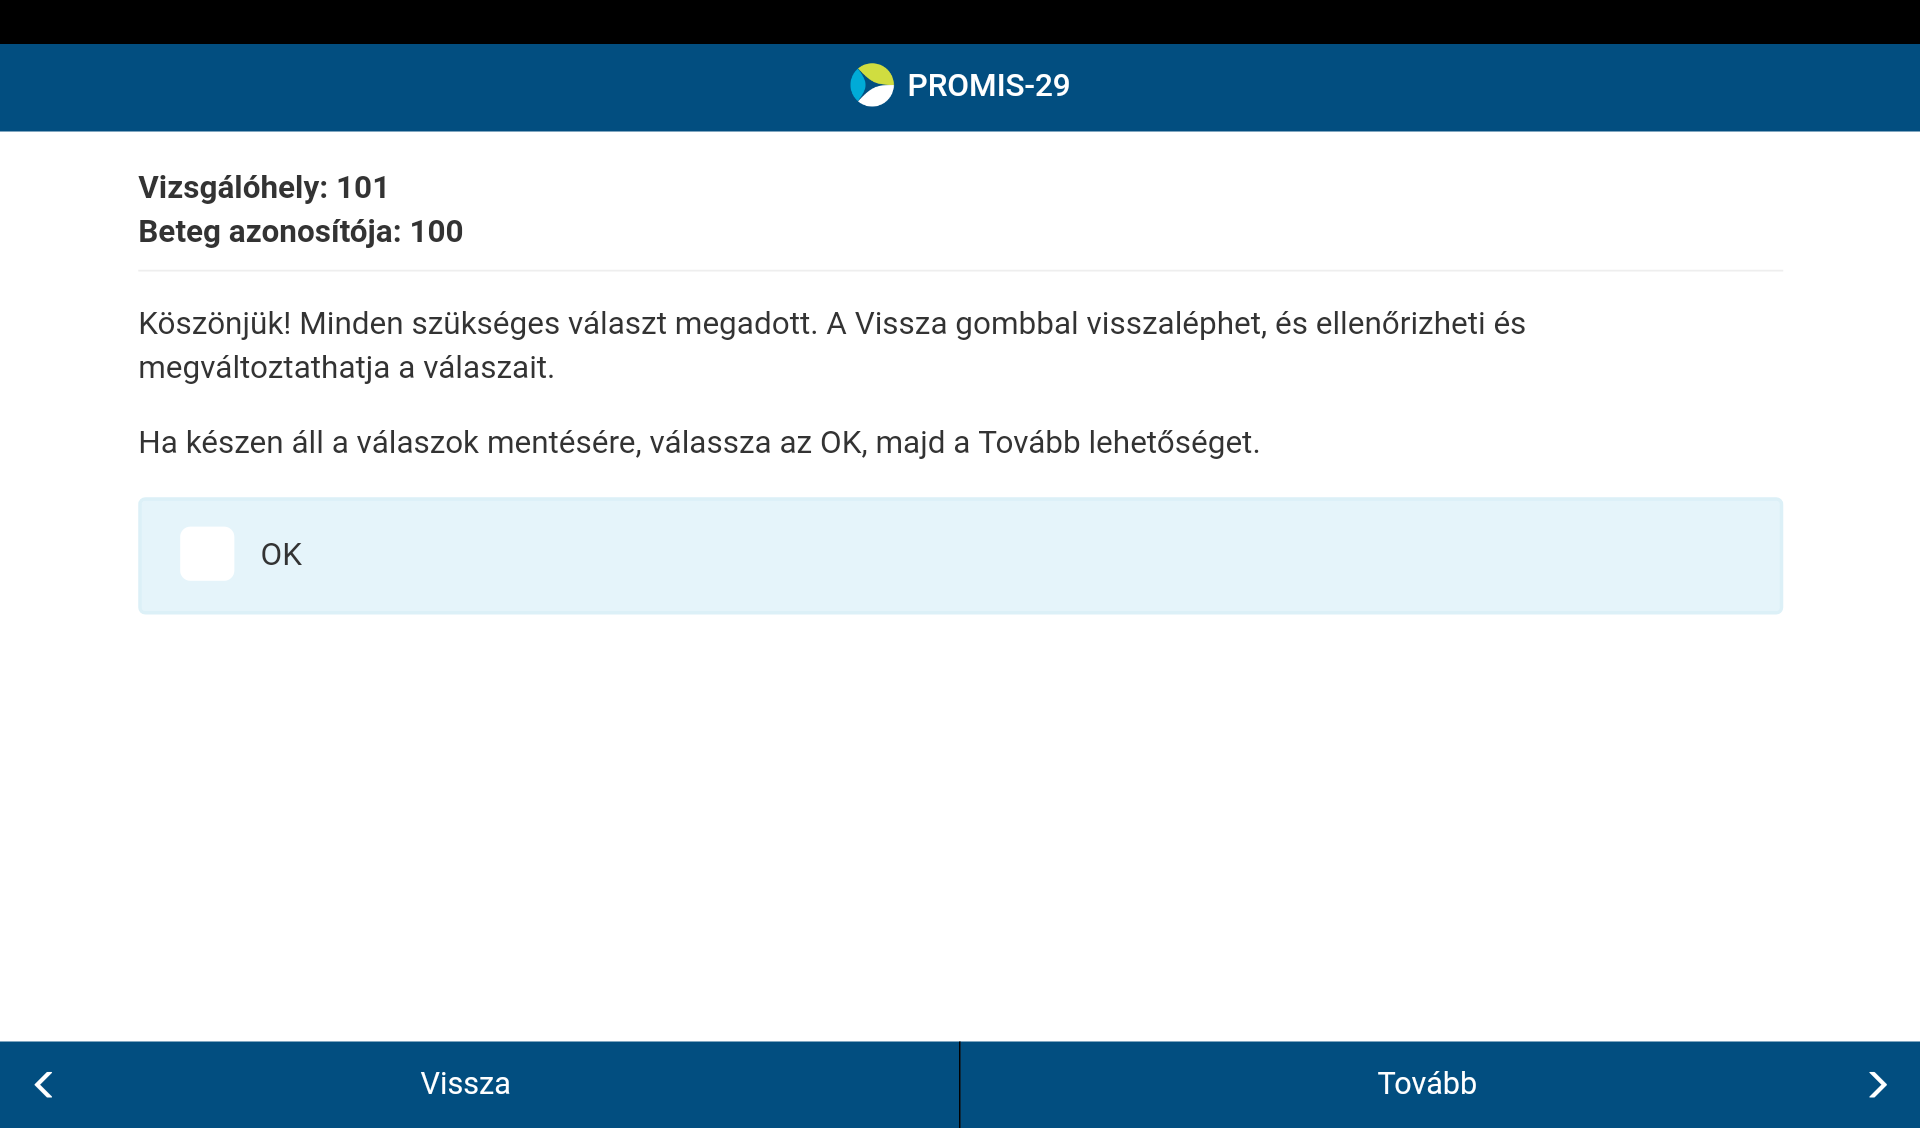 PROMIS-29
Vizsgálóhely: 101
Beteg azonosítója: 100
Köszönjük! Minden szükséges választ megadott. A Vissza gombbal visszaléphet, és ellenőrizheti és
megváltoztathatja a válaszait.
Ha készen áll a válaszok mentésére, válassza az OK, majd a Tovább lehetőséget.
OK
Vissza
Tovább